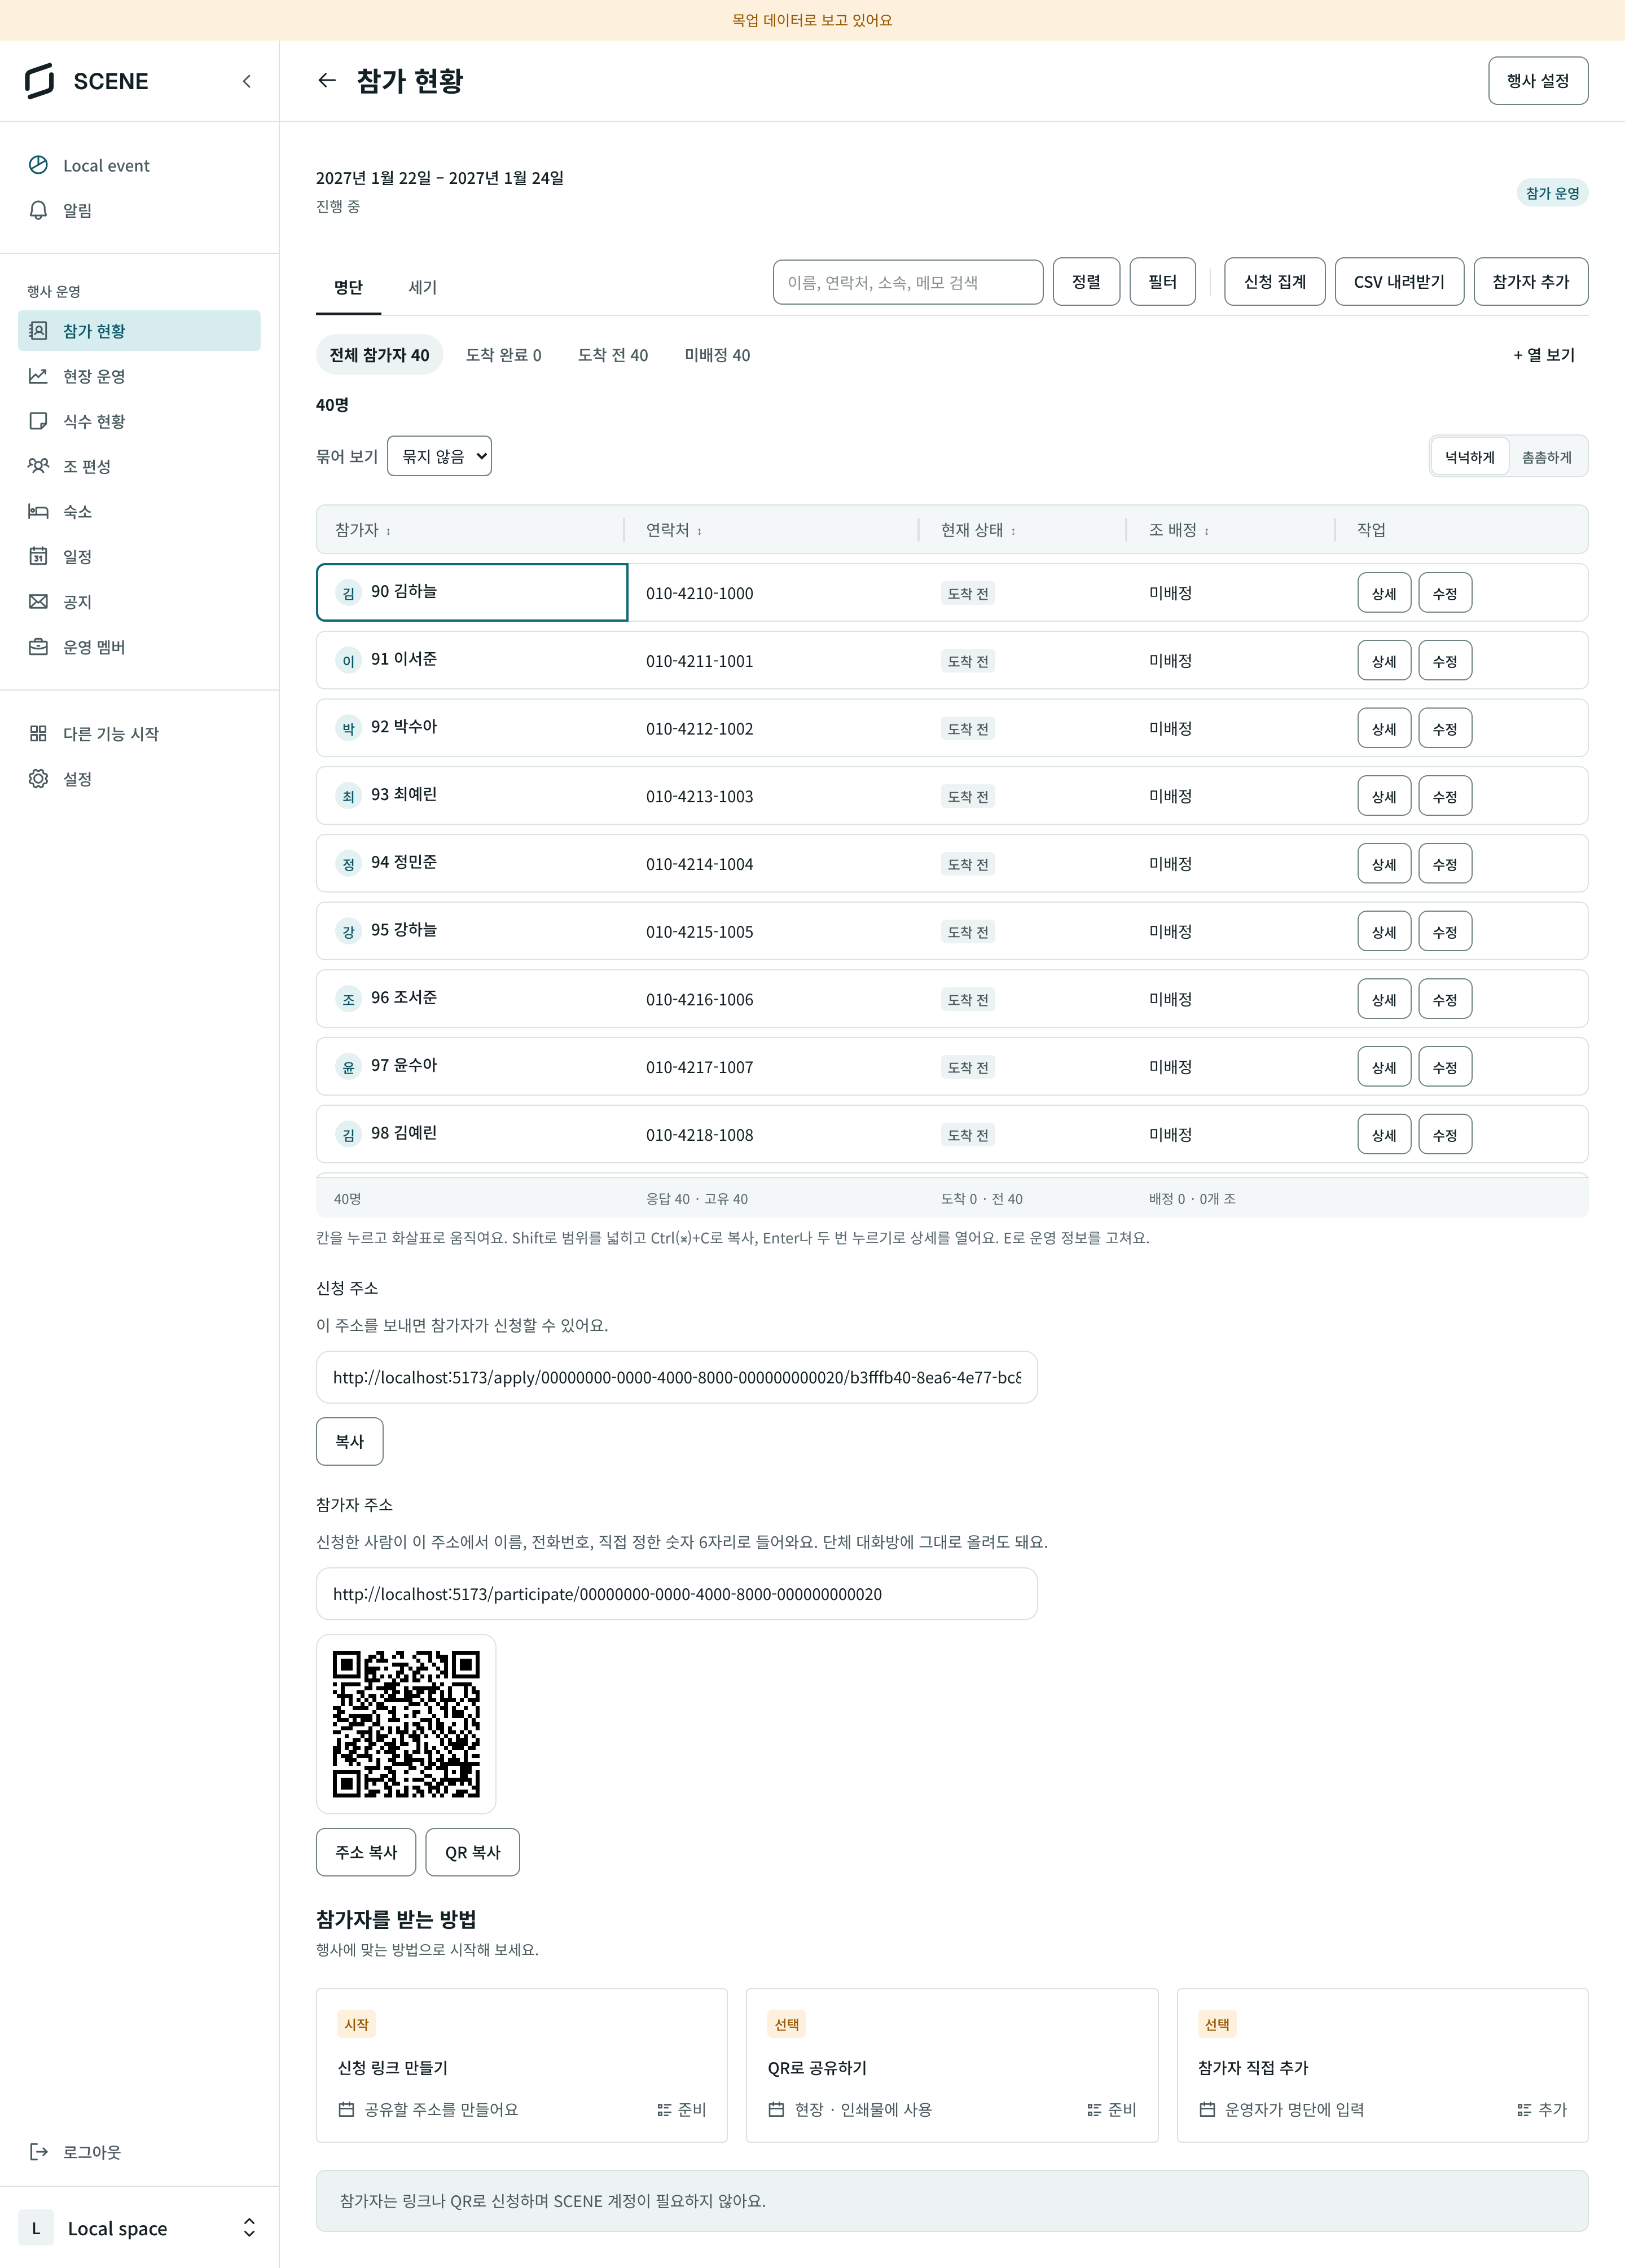 목업 데이터로 보고 있어요
SCENE
참가 현황
행사 설정
Local event
알림
행사 운영
참가 현황
현장 운영
식수 현황
조 편성
숙소
일정
공지
운영 멤버
다른 기능 시작
설정
로그아웃
L Local space
2027년 1월 22일 – 2027년 1월 24일
진행 중
참가 운영
명단 세기
이름, 연락처, 소속, 메모 검색 정렬 필터 신청 집계 CSV 내려받기 참가자 추가
전체 참가자 40 도착 완료 0 도착 전 40 미배정 40 + 열 보기
40명
묶어 보기 묶지 않음 넉넉하게 촘촘하게
참가자 ↕ 연락처 ↕ 현재 상태 ↕ 조 배정 ↕ 작업
김 90 김하늘 010-4210-1000 도착 전 미배정 상세 수정
이 91 이서준 010-4211-1001 도착 전 미배정 상세 수정
박 92 박수아 010-4212-1002 도착 전 미배정 상세 수정
최 93 최예린 010-4213-1003 도착 전 미배정 상세 수정
정 94 정민준 010-4214-1004 도착 전 미배정 상세 수정
강 95 강하늘 010-4215-1005 도착 전 미배정 상세 수정
조 96 조서준 010-4216-1006 도착 전 미배정 상세 수정
윤 97 윤수아 010-4217-1007 도착 전 미배정 상세 수정
김 98 김예린 010-4218-1008 도착 전 미배정 상세 수정
40명 응답 40 · 고유 40 도착 0 · 전 40 배정 0 · 0개 조
칸을 누르고 화살표로 움직여요. Shift로 범위를 넓히고 Ctrl(⌘)+C로 복사, Enter나 두 번 누르기로 상세를 열어요. E로 운영 정보를 고쳐요.
신청 주소
이 주소를 보내면 참가자가 신청할 수 있어요.
http://localhost:5173/apply/00000000-0000-4000-8000-000000000020/b3fffb40-8ea6-4e77-bc8
복사
참가자 주소
신청한 사람이 이 주소에서 이름, 전화번호, 직접 정한 숫자 6자리로 들어와요. 단체 대화방에 그대로 올려도 돼요.
http://localhost:5173/participate/00000000-0000-4000-8000-000000000020
주소 복사 QR 복사
참가자를 받는 방법
행사에 맞는 방법으로 시작해 보세요.
시작
신청 링크 만들기
공유할 주소를 만들어요 준비
선택
QR로 공유하기
현장 · 인쇄물에 사용 준비
선택
참가자 직접 추가
운영자가 명단에 입력 추가
참가자는 링크나 QR로 신청하며 SCENE 계정이 필요하지 않아요.